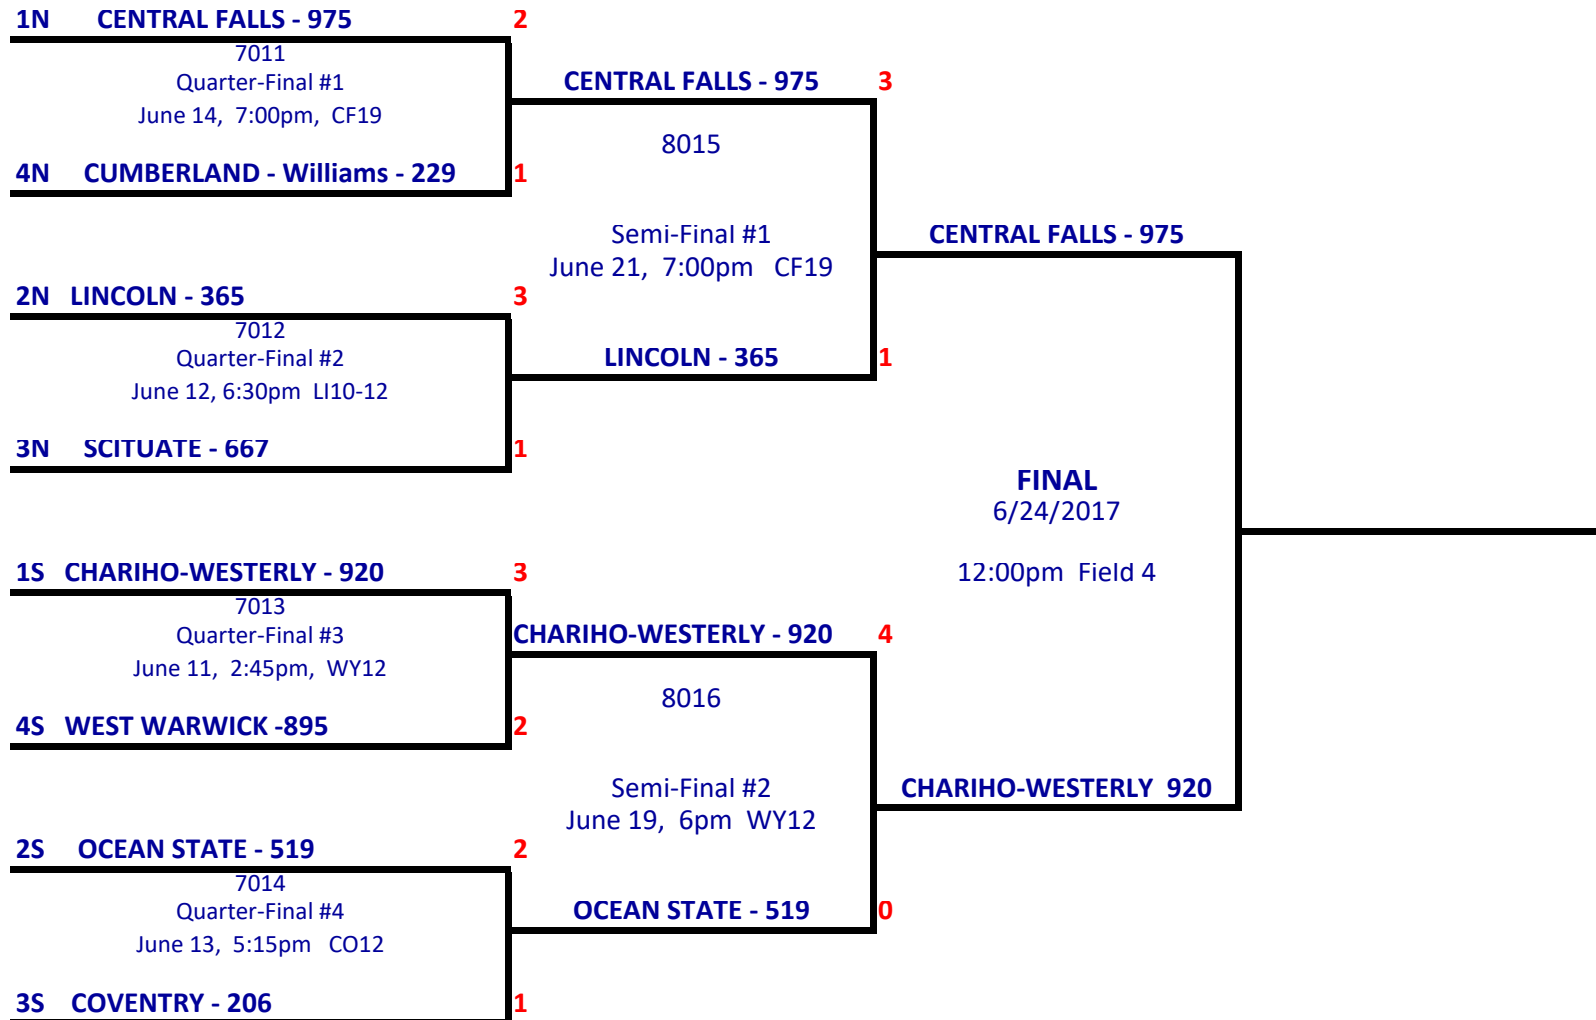 1N CENTRAL FALLS - 975 2
7011
Quarter-Final #1
June 14, 7:00pm, CF19
4N CUMBERLAND - Williams - 229 1
2N LINCOLN - 365 3
7012
Quarter-Final #2
June 12, 6:30pm LI10-12
3N SCITUATE - 667 1
1S CHARIHO-WESTERLY - 920 3
7013
Quarter-Final #3
June 11, 2:45pm, WY12
4S WEST WARWICK -895 2
2S OCEAN STATE - 519 2
7014
Quarter-Final #4
June 13, 5:15pm CO12
3S COVENTRY - 206 1
CENTRAL FALLS - 975 3
8015
Semi-Final #1
June 21, 7:00pm CF19
LINCOLN - 365 1
CHARIHO-WESTERLY - 920 4
8016
Semi-Final #2
June 19, 6pm WY12
OCEAN STATE - 519 0
CENTRAL FALLS - 975
FINAL
6/24/2017
12:00pm Field 4
CHARIHO-WESTERLY 920